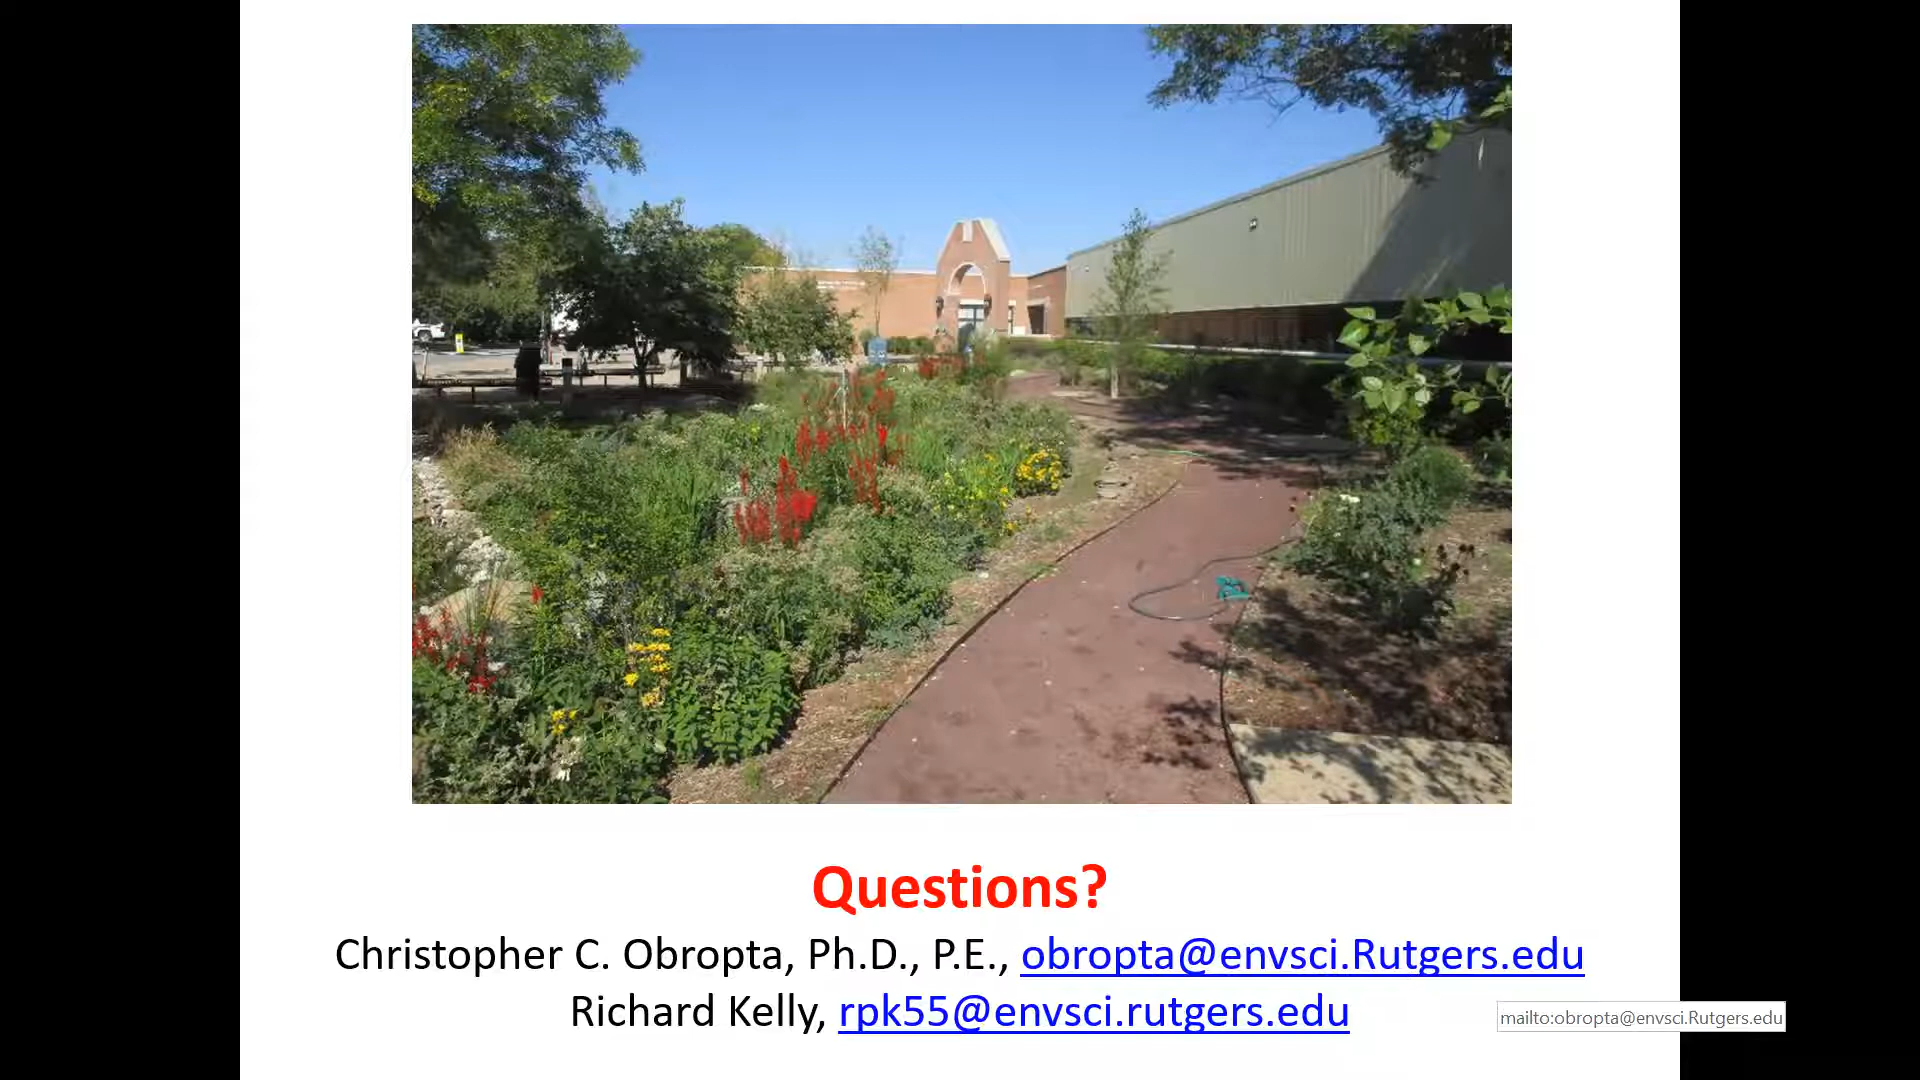 Questions?
Christopher C. Obropta, Ph.D., P.E., obropta@envsci.Rutgers.edu
Richard Kelly, rpk55@envsci.rutgers.edu
mailto:obropta@envsci.Rutgers.edu